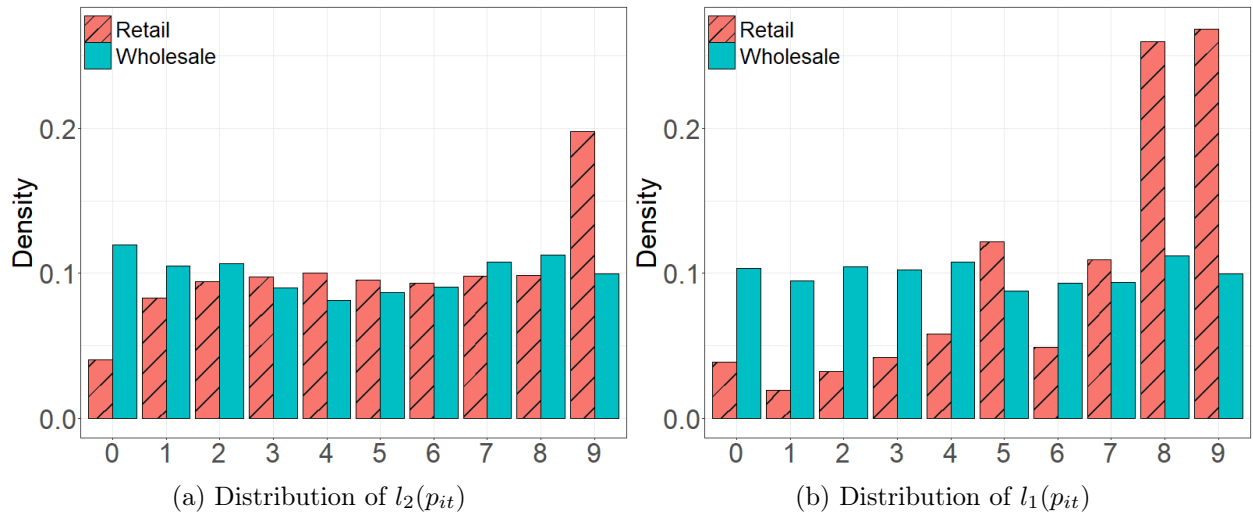 Retail
Wholesale
Density
0.2
0.1
0.0
0 1 2 3 4 5 6 7 8 9
(a) Distribution of l₂(pᵢₜ)
Retail
Wholesale
Density
0.2
0.1
0.0
0 1 2 3 4 5 6 7 8 9
(b) Distribution of l₁(pᵢₜ)